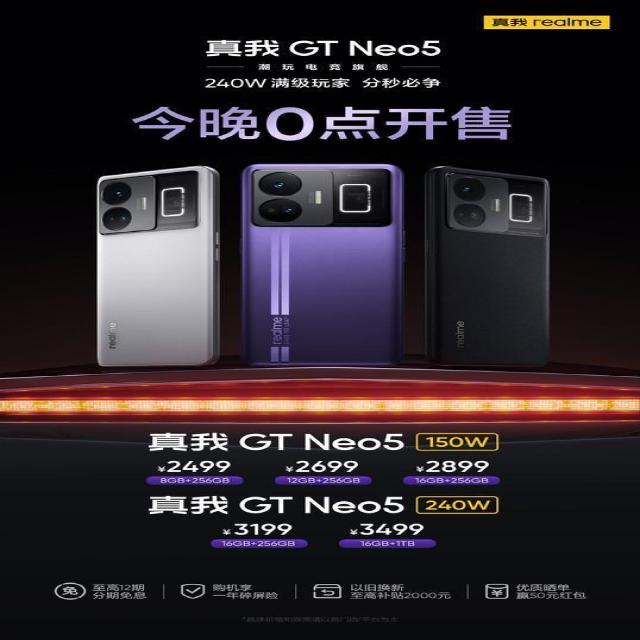 真我 realme
真我 GT Neo5
潮玩电竞旗舰
240W 满级玩家 分秒必争
今晚0点开售
realme
realme
realme
真我 GT Neo5 150W
¥2499 ¥2699 ¥2899
8GB+256GB 12GB+256GB 16GB+256GB
真我 GT Neo5 240W
¥3199 ¥3499
16GB+256GB 16GB+1TB
免 至高12期 购机享 以旧换新 优质晒单
分期免息 一年碎屏险 至高补贴2000元 赢50元红包